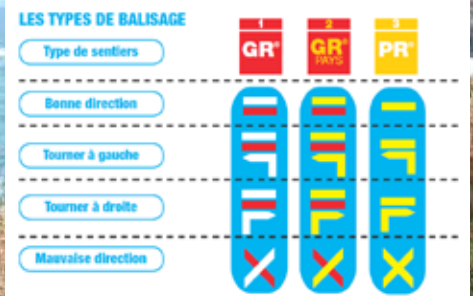 LES TYPES DE BALISAGE
1 2 3
Type de sentiers
GR® GR® PAYS PR®
Bonne direction
Tourner à gauche
Tourner à droite
Mauvaise direction